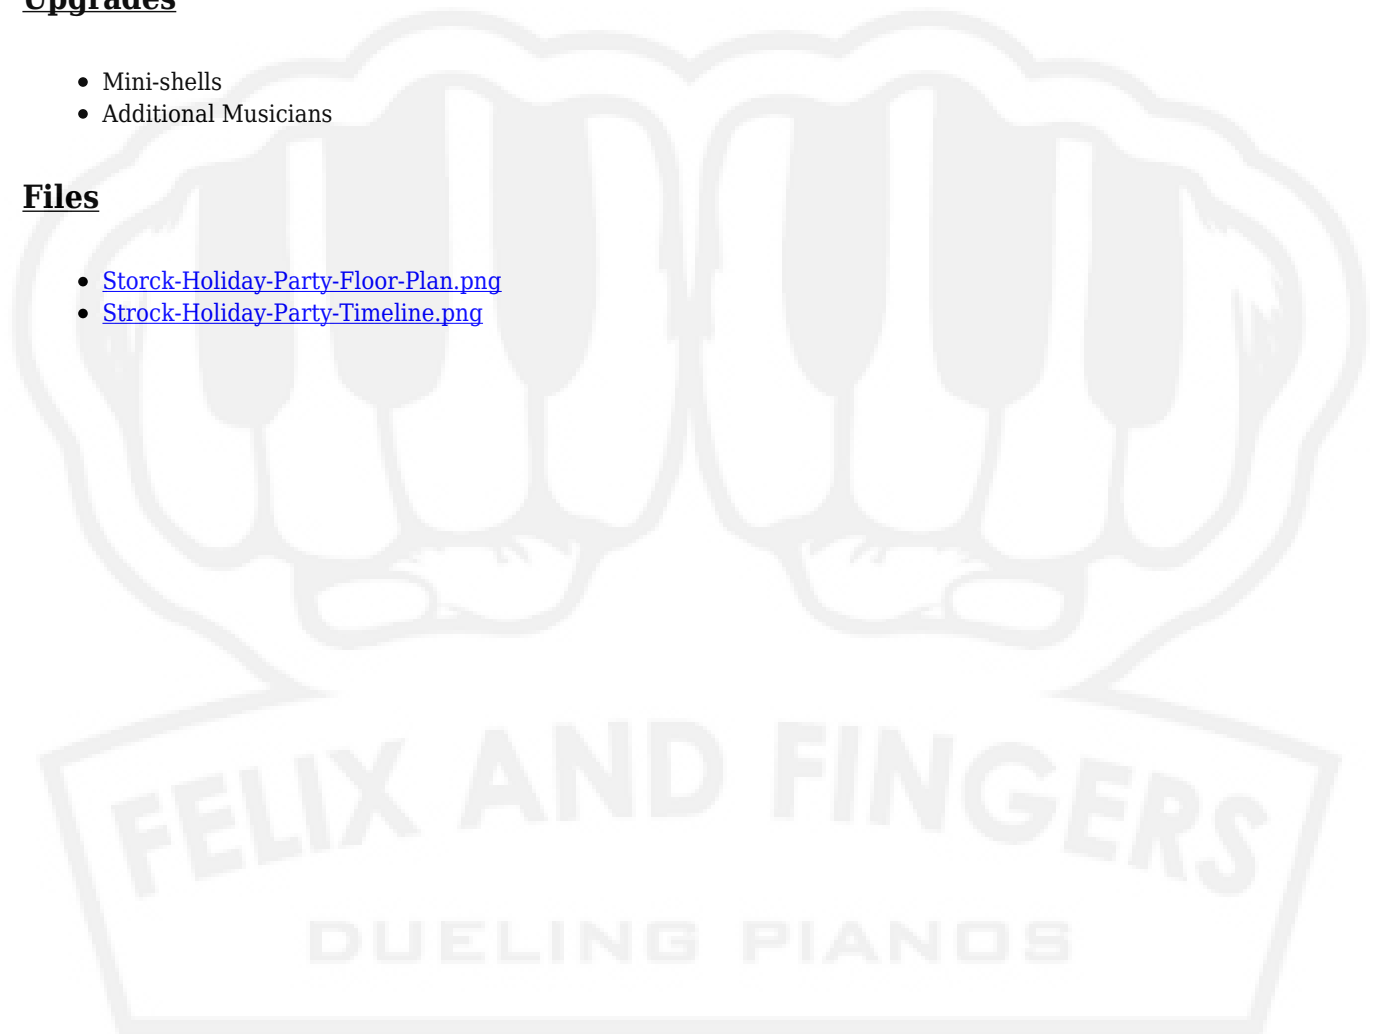 Upgrades
Mini-shells
Additional Musicians
Files
Storck-Holiday-Party-Floor-Plan.png
Strock-Holiday-Party-Timeline.png
FELIX AND FINGERS
DUELING PIANOS